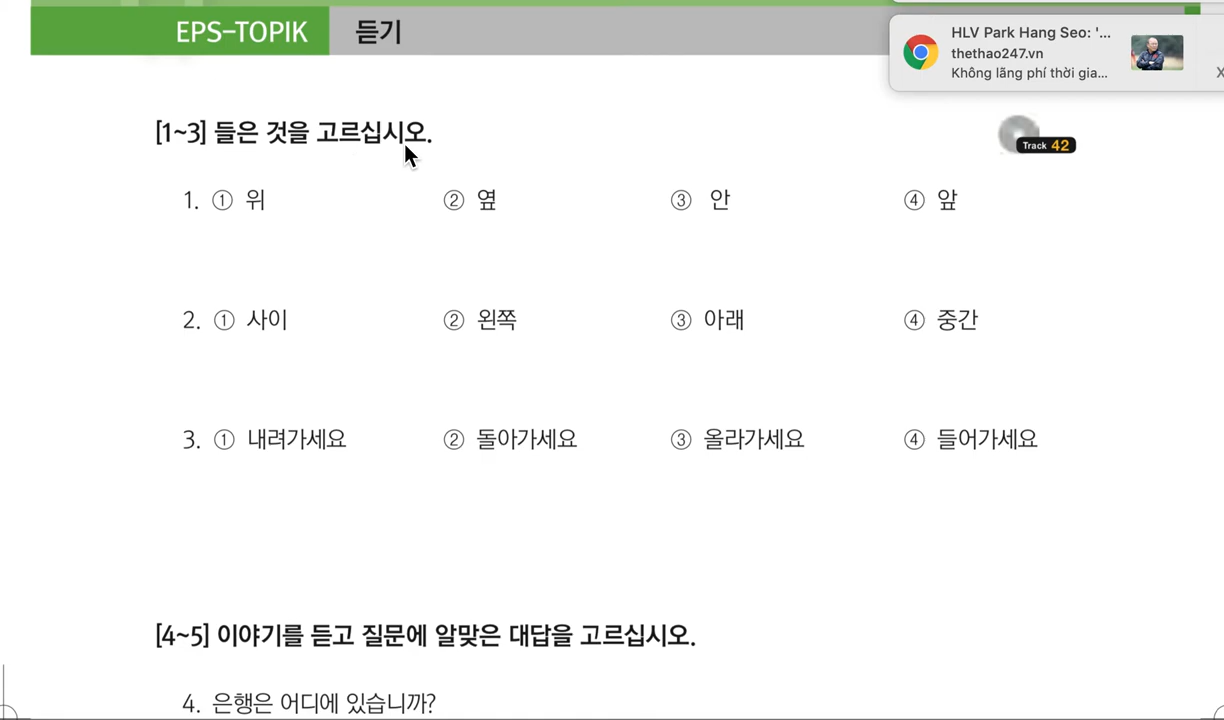 EPS-TOPIK 듣기
HLV Park Hang Seo: '...
thethao247.vn
Không lãng phí thời gia...
X
[1~3] 들은 것을 고르십시오.
Track 42
1. ① 위 ② 옆 ③ 안 ④ 앞
2. ① 사이 ② 왼쪽 ③ 아래 ④ 중간
3. ① 내려가세요 ② 돌아가세요 ③ 올라가세요 ④ 들어가세요
[4~5] 이야기를 듣고 질문에 알맞은 대답을 고르십시오.
4. 은행은 어디에 있습니까?